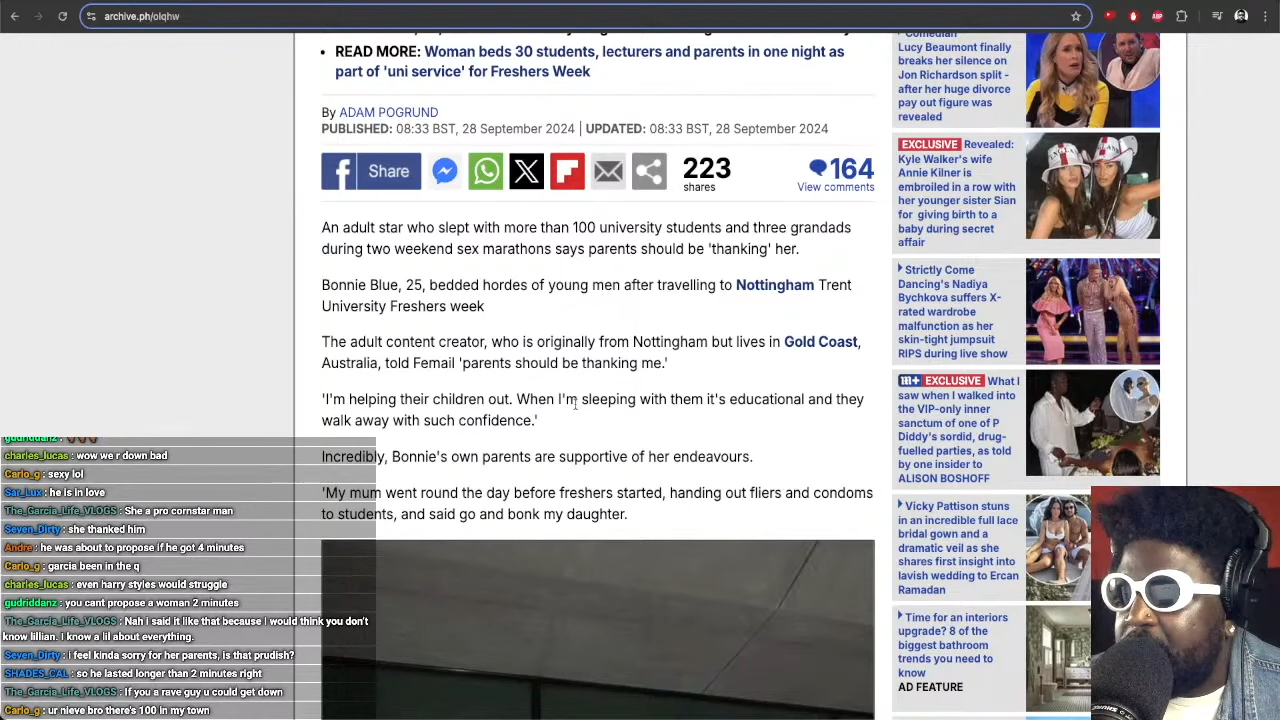 archive.ph/olqhw
READ MORE: Woman beds 30 students, lecturers and parents in one night as
part of 'uni service' for Freshers Week
By ADAM POGRUND
PUBLISHED: 08:33 BST, 28 September 2024 | UPDATED: 08:33 BST, 28 September 2024
Share
223
shares
164
View comments
An adult star who slept with more than 100 university students and three grandads
during two weekend sex marathons says parents should be 'thanking' her.
Bonnie Blue, 25, bedded hordes of young men after travelling to Nottingham Trent
University Freshers week
The adult content creator, who is originally from Nottingham but lives in Gold Coast,
Australia, told Femail 'parents should be thanking me.'
'I'm helping their children out. When I'm sleeping with them it's educational and they
walk away with such confidence.'
Incredibly, Bonnie's own parents are supportive of her endeavours.
'My mum went round the day before freshers started, handing out fliers and condoms
to students, and said go and bonk my daughter.
Comedian
Lucy Beaumont finally
breaks her silence on
Jon Richardson split -
after her huge divorce
pay out figure was
revealed
EXCLUSIVE Revealed:
Kyle Walker's wife
Annie Kilner is
embroiled in a row with
her younger sister Sian
for giving birth to a
baby during secret
affair
Strictly Come
Dancing's Nadiya
Bychkova suffers X-
rated wardrobe
malfunction as her
skin-tight jumpsuit
RIPS during live show
m+ EXCLUSIVE What I
saw when I walked into
the VIP-only inner
sanctum of one of P
Diddy's sordid, drug-
fuelled parties, as told
by one insider to
ALISON BOSHOFF
Vicky Pattison stuns
in an incredible full lace
bridal gown and a
dramatic veil as she
shares first insight into
lavish wedding to Ercan
Ramadan
Time for an interiors
upgrade? 8 of the
biggest bathroom
trends you need to
know
AD FEATURE
gudriddanz :
charles_lucas : wow we r down bad
Carlo_g : sexy lol
Sar_Lux : he is in love
The_Garcia_Life_VLOGS : She a pro cornstar man
Seven_Dirty : she thanked him
Andre : he was about to propose if he got 4 minutes
Carlo_g : garcia been in the q
charles_lucas : even harry styles would struggle
gudriddanz : you cant propose a woman 2 minutes
The_Garcia_Life_VLOGS : Nah I said it like that because I would think you don't
know lillian. I know a lil about everything.
Seven_Dirty : I feel kinda sorry for her parents, is that prudish?
SHADES_CAL : so he lasted longer than 2 minutes right
The_Garcia_Life_VLOGS : If you a rave guy u could get down
Carlo_g : ur nieve bro there's 100 in my town